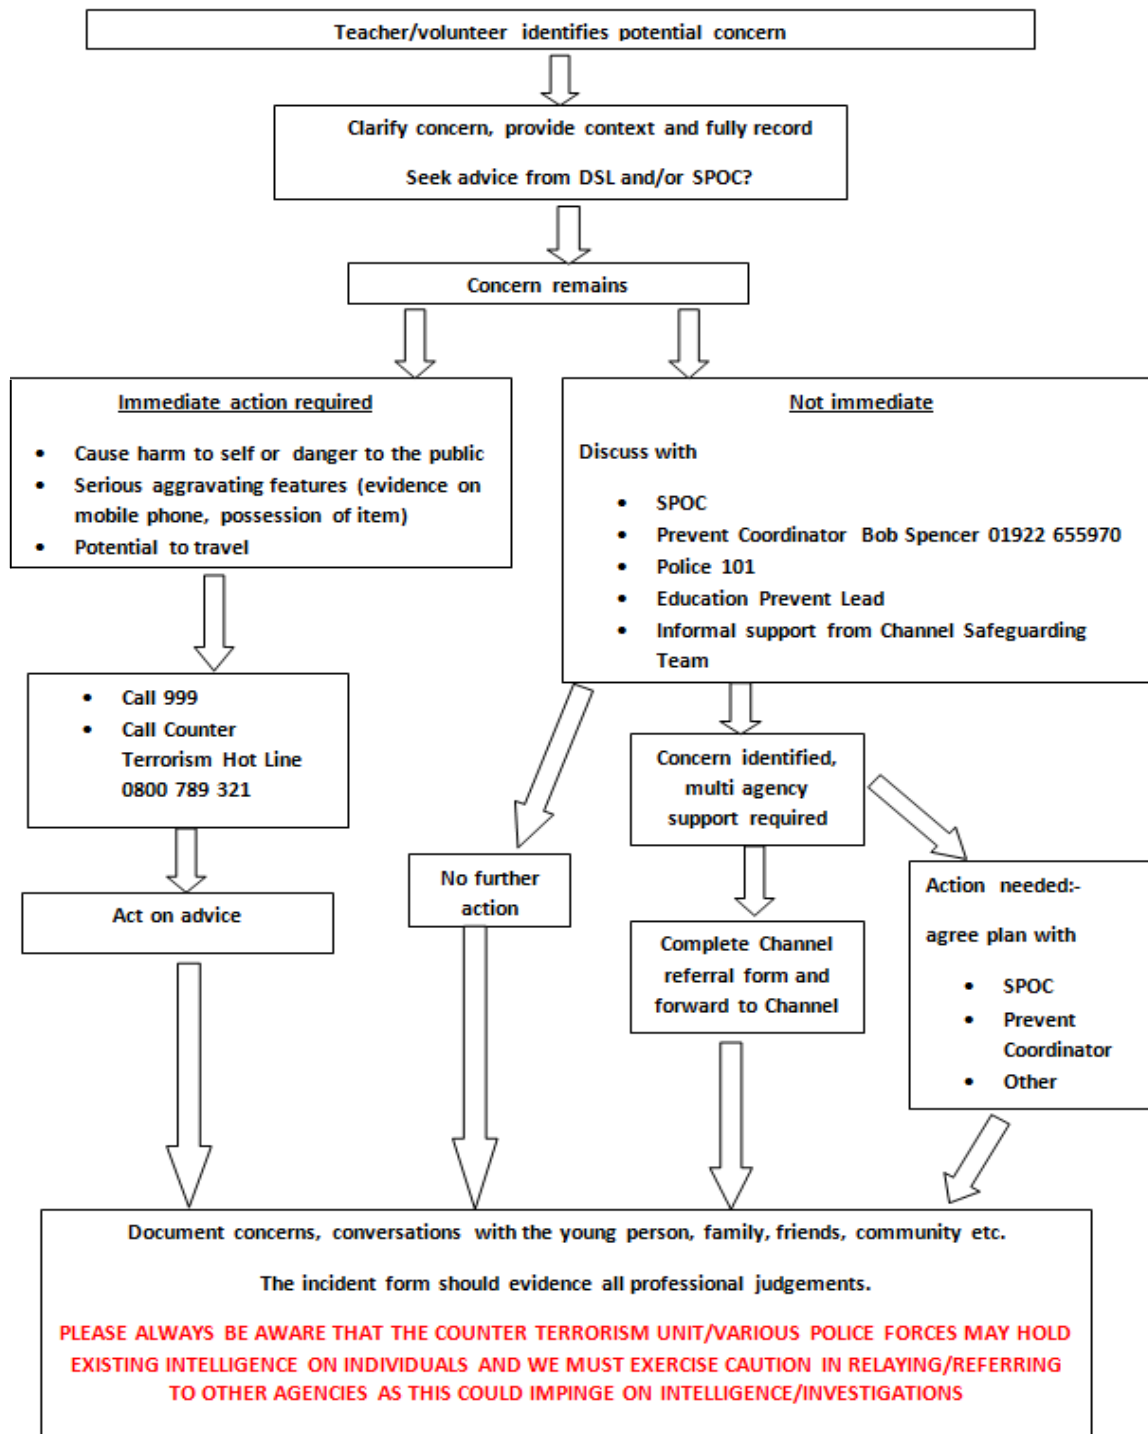 Teacher/volunteer identifies potential concern
Clarify concern, provide context and fully record
Seek advice from DSL and/or SPOC?
Concern remains
Immediate action required
• Cause harm to self or danger to the public
• Serious aggravating features (evidence on
mobile phone, possession of item)
• Potential to travel
• Call 999
• Call Counter
Terrorism Hot Line
0800 789 321
Act on advice
Not immediate
Discuss with
• SPOC
• Prevent Coordinator Bob Spencer 01922 655970
• Police 101
• Education Prevent Lead
• Informal support from Channel Safeguarding
Team
No further
action
Concern identified,
multi agency
support required
Complete Channel
referral form and
forward to Channel
Action needed:-
agree plan with
• SPOC
• Prevent
Coordinator
• Other
Document concerns, conversations with the young person, family, friends, community etc.
The incident form should evidence all professional judgements.
PLEASE ALWAYS BE AWARE THAT THE COUNTER TERRORISM UNIT/VARIOUS POLICE FORCES MAY HOLD
EXISTING INTELLIGENCE ON INDIVIDUALS AND WE MUST EXERCISE CAUTION IN RELAYING/REFERRING
TO OTHER AGENCIES AS THIS COULD IMPINGE ON INTELLIGENCE/INVESTIGATIONS